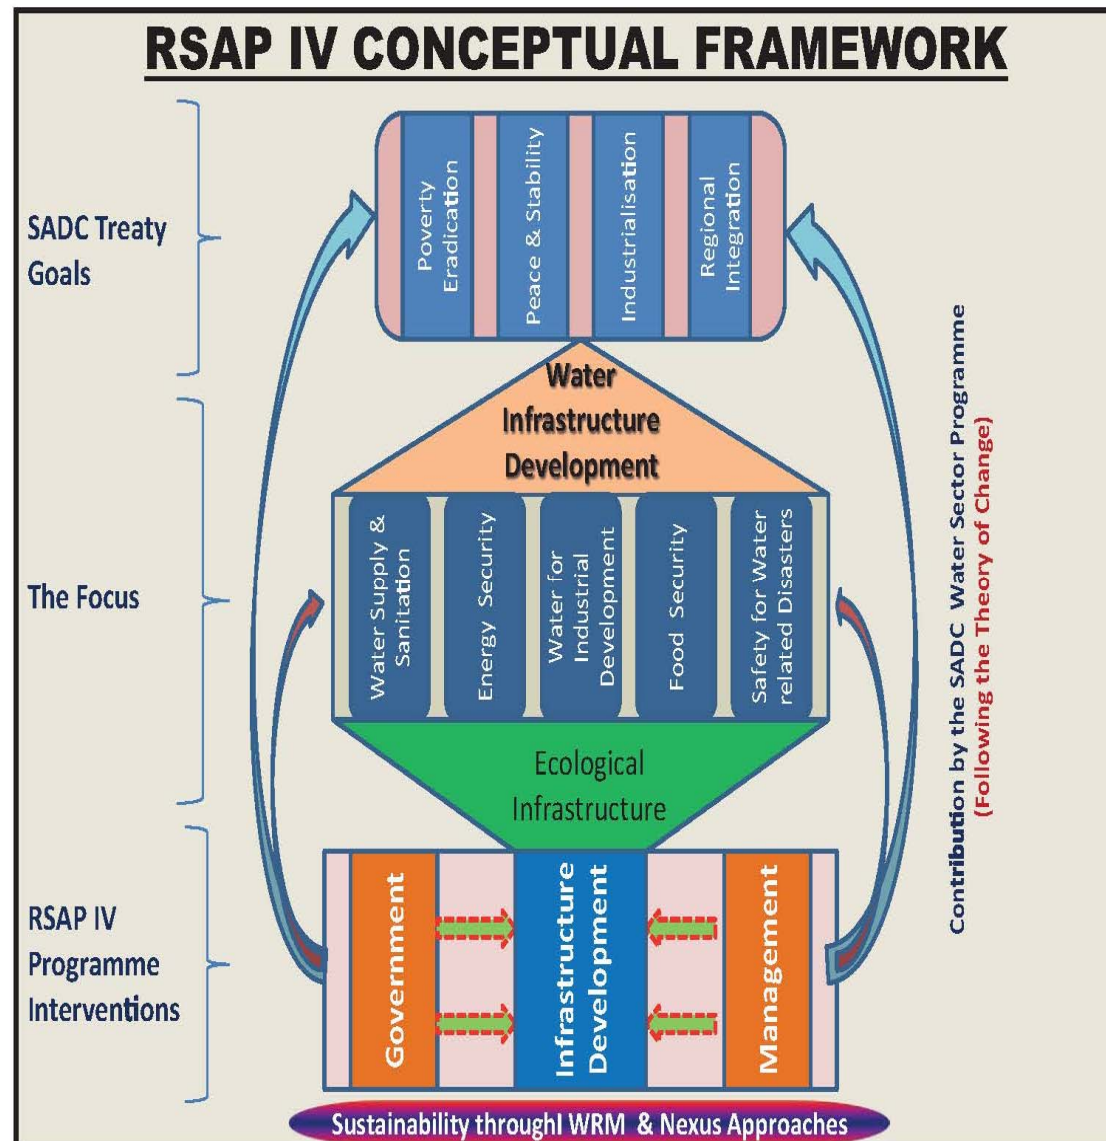 RSAP IV CONCEPTUAL FRAMEWORK
SADC Treaty
Goals
Poverty
Eradication
Peace & Stability
Industrialisation
Regional
Integration
The Focus
Water
Infrastructure
Development
Water Supply &
Sanitation
Energy Security
Water for
Industrial
Development
Food Security
Safety for Water
related Disasters
Ecological
Infrastructure
RSAP IV
Programme
Interventions
Government
Infrastructure
Development
Management
Contribution by the SADC Water Sector Programme
(Following the Theory of Change)
Sustainability throughI WRM & Nexus Approaches